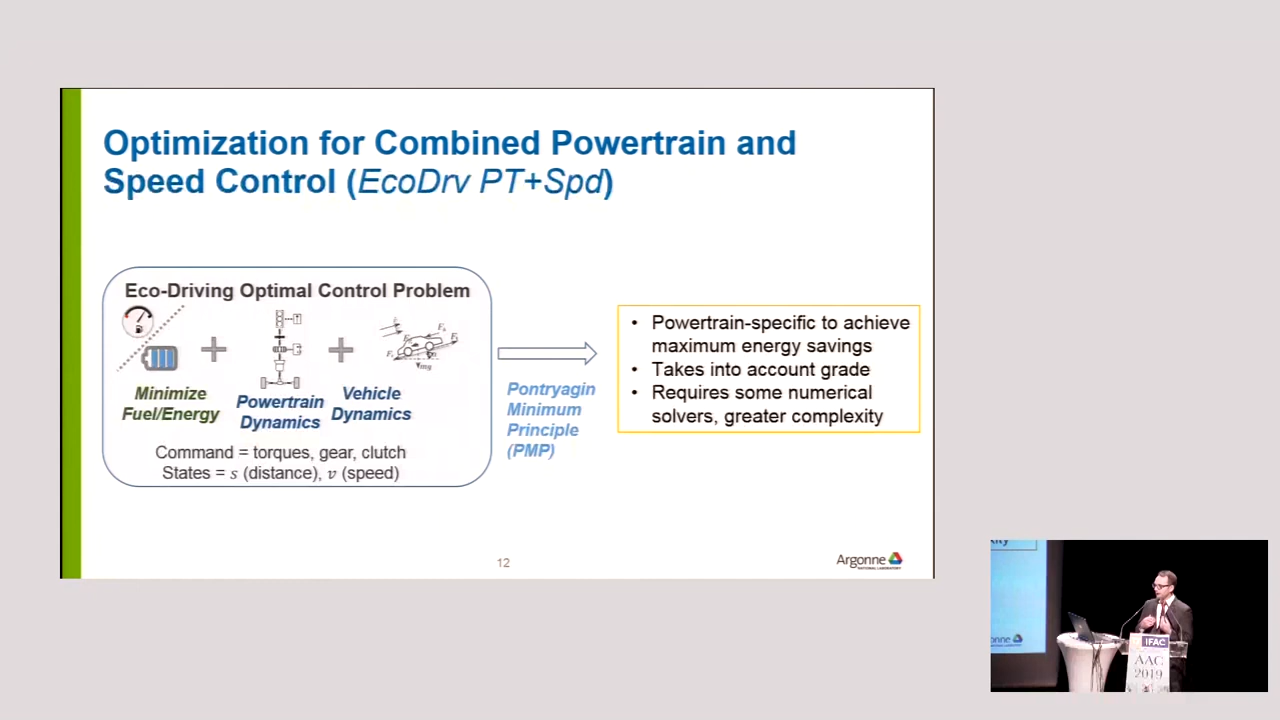 Optimization for Combined Powertrain and
Speed Control (EcoDrv PT+Spd)
Eco-Driving Optimal Control Problem
Minimize
Fuel/Energy
Powertrain
Dynamics
Vehicle
Dynamics
Command = torques, gear, clutch
States = s (distance), v (speed)
Pontryagin
Minimum
Principle
(PMP)
• Powertrain-specific to achieve
maximum energy savings
• Takes into account grade
• Requires some numerical
solvers, greater complexity
12
Argonne
NATIONAL LABORATORY
IFAC
AAC
2019